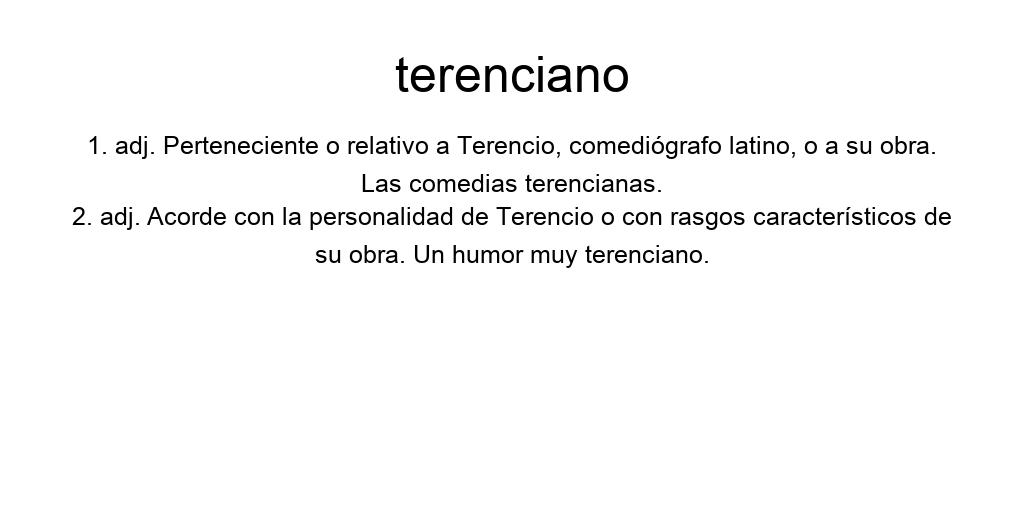 terenciano
1. adj. Perteneciente o relativo a Terencio, comediógrafo latino, o a su obra.
Las comedias terencianas.
2. adj. Acorde con la personalidad de Terencio o con rasgos característicos de
su obra. Un humor muy terenciano.